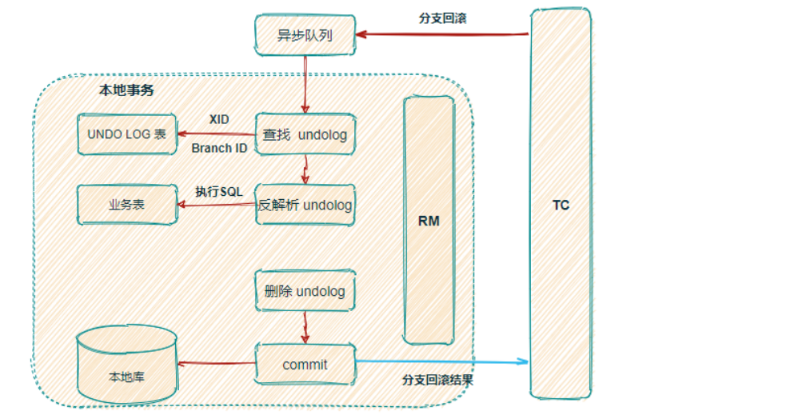 分支回滚
异步队列
本地事务
XID
UNDO LOG 表
查找 undolog
Branch ID
执行SQL
业务表
反解析 undolog
RM
TC
删除 undolog
commit
本地库
分支回滚结果